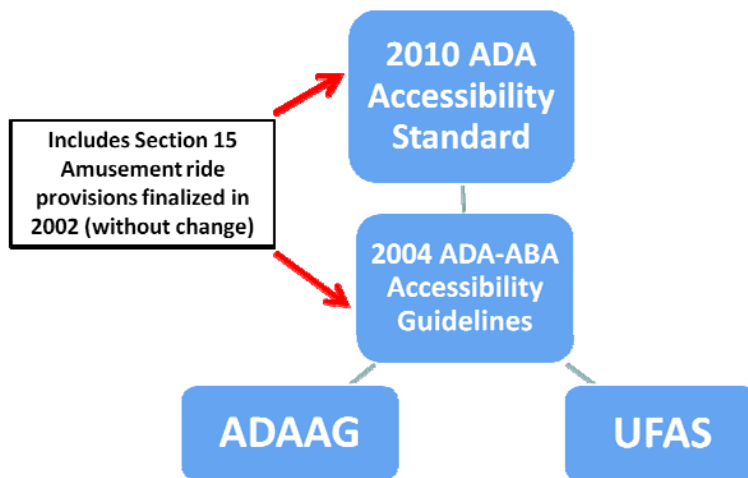 2010 ADA
Accessibility
Standard
Includes Section 15
Amusement ride
provisions finalized in
2002 (without change)
2004 ADA-ABA
Accessibility
Guidelines
ADAAG
UFAS